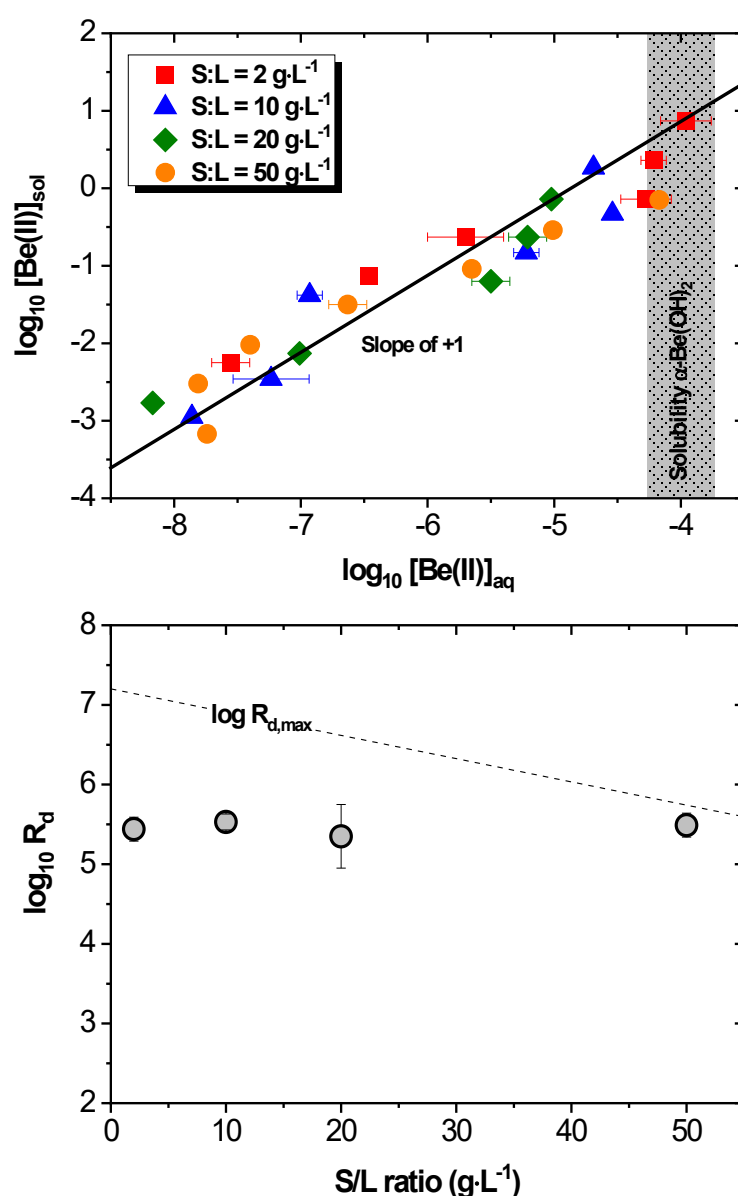 2
1
0
-1
-2
-3
-4
log₁₀ [Be(II)]sol
S:L = 2 g·L⁻¹
S:L = 10 g·L⁻¹
S:L = 20 g·L⁻¹
S:L = 50 g·L⁻¹
Slope of +1
Solubility α-Be(OH)₂
-8 -7 -6 -5 -4
log₁₀ [Be(II)]aq
8
7
6
5
4
3
2
log₁₀ Rd
log Rd,max
0 10 20 30 40 50
S/L ratio (g·L⁻¹)